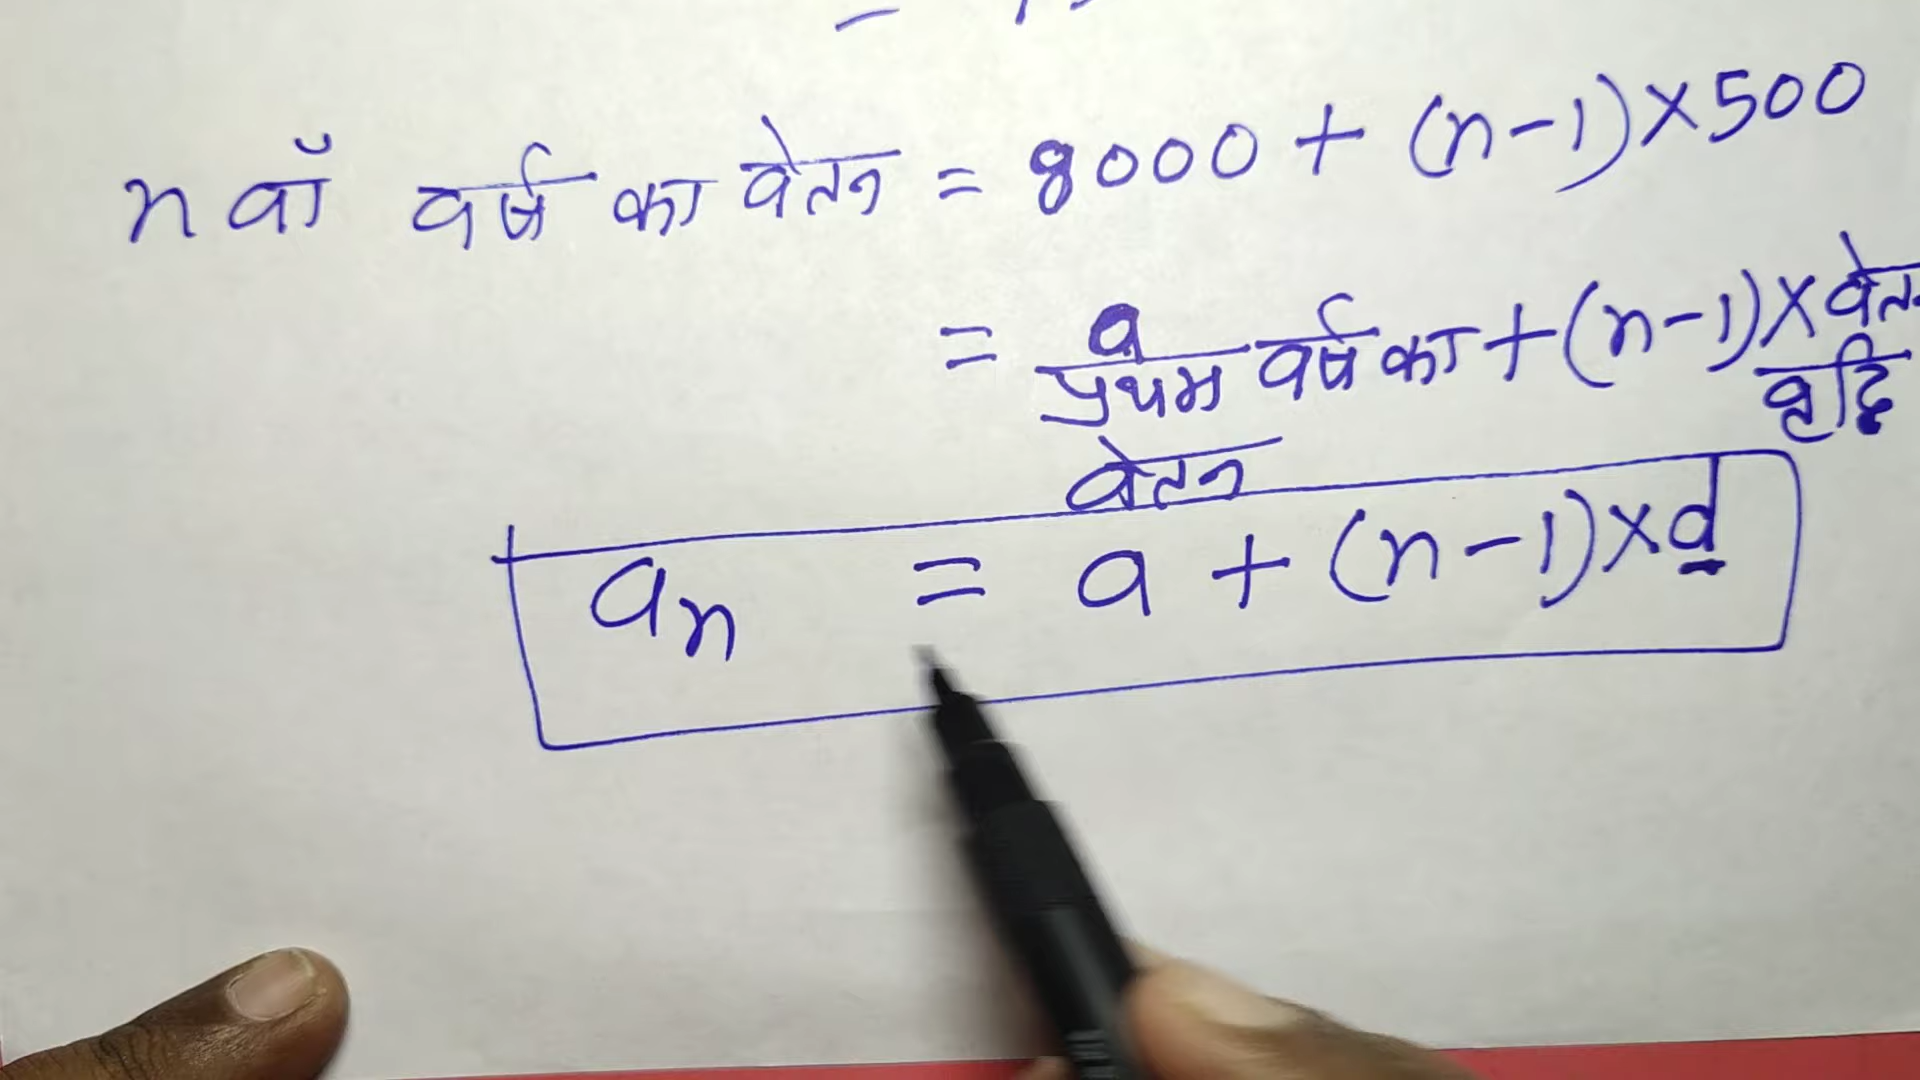 n वाँ वर्ष का वेतन = 8000 + (n-1)×500
= a प्रथम वर्ष का + (n-1)× वेतन
वेतन वृद्धि
aₙ = a + (n-1)×d